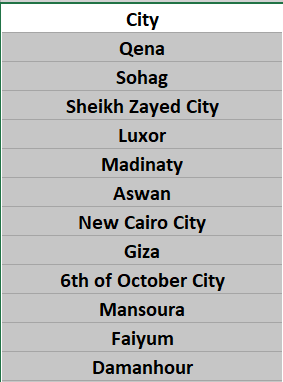 City
Qena
Sohag
Sheikh Zayed City
Luxor
Madinaty
Aswan
New Cairo City
Giza
6th of October City
Mansoura
Faiyum
Damanhour